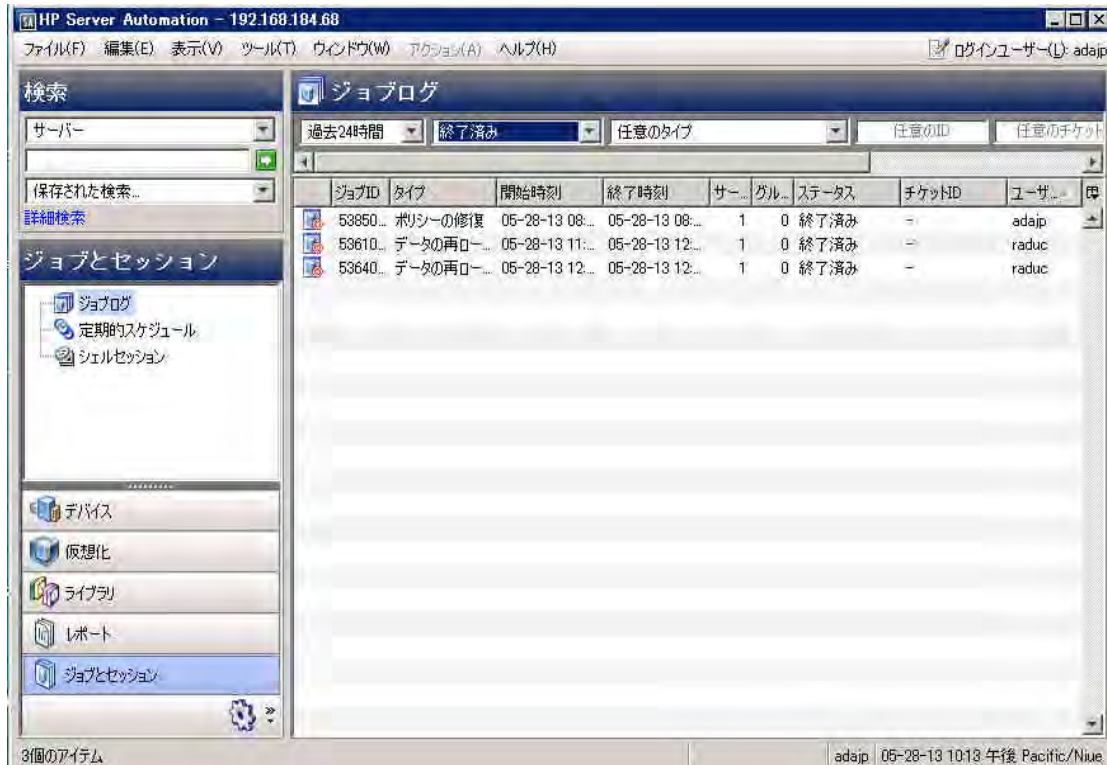 HP Server Automation - 192.168.184.68
ファイル(F) 編集(E) 表示(V) ツール(T) ウィンドウ(W) アクション(A) ヘルプ(H) ログインユーザー(L): adajp
検索
サーバー
保存された検索...
詳細検索
ジョブとセッション
ジョブログ
定期的スケジュール
シェルセッション
デバイス
仮想化
ライブラリ
レポート
ジョブとセッション
ジョブログ
過去24時間 終了済み 任意のタイプ 任意のID 任意のチケット
ジョブID タイプ 開始時刻 終了時刻 サー... グル... ステータス チケットID ユーザ...
53850... ポリシーの修復 05-28-13 08:... 05-28-13 08:... 1 0 終了済み - adajp
53610... データの再ロー... 05-28-13 11:... 05-28-13 12:... 1 0 終了済み - raduc
53640... データの再ロー... 05-28-13 12:... 05-28-13 12:... 1 0 終了済み - raduc
3個のアイテム adajp 05-28-13 10:13 午後 Pacific/Niue